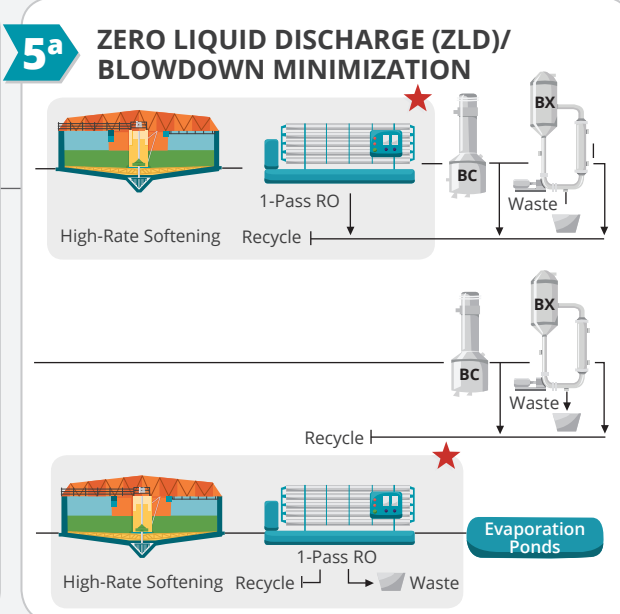 5a
ZERO LIQUID DISCHARGE (ZLD)/
BLOWDOWN MINIMIZATION
BX
BC
1-Pass RO
Waste
High-Rate Softening
Recycle
BX
BC
Waste
Recycle
Evaporation
Ponds
1-Pass RO
High-Rate Softening
Recycle
Waste